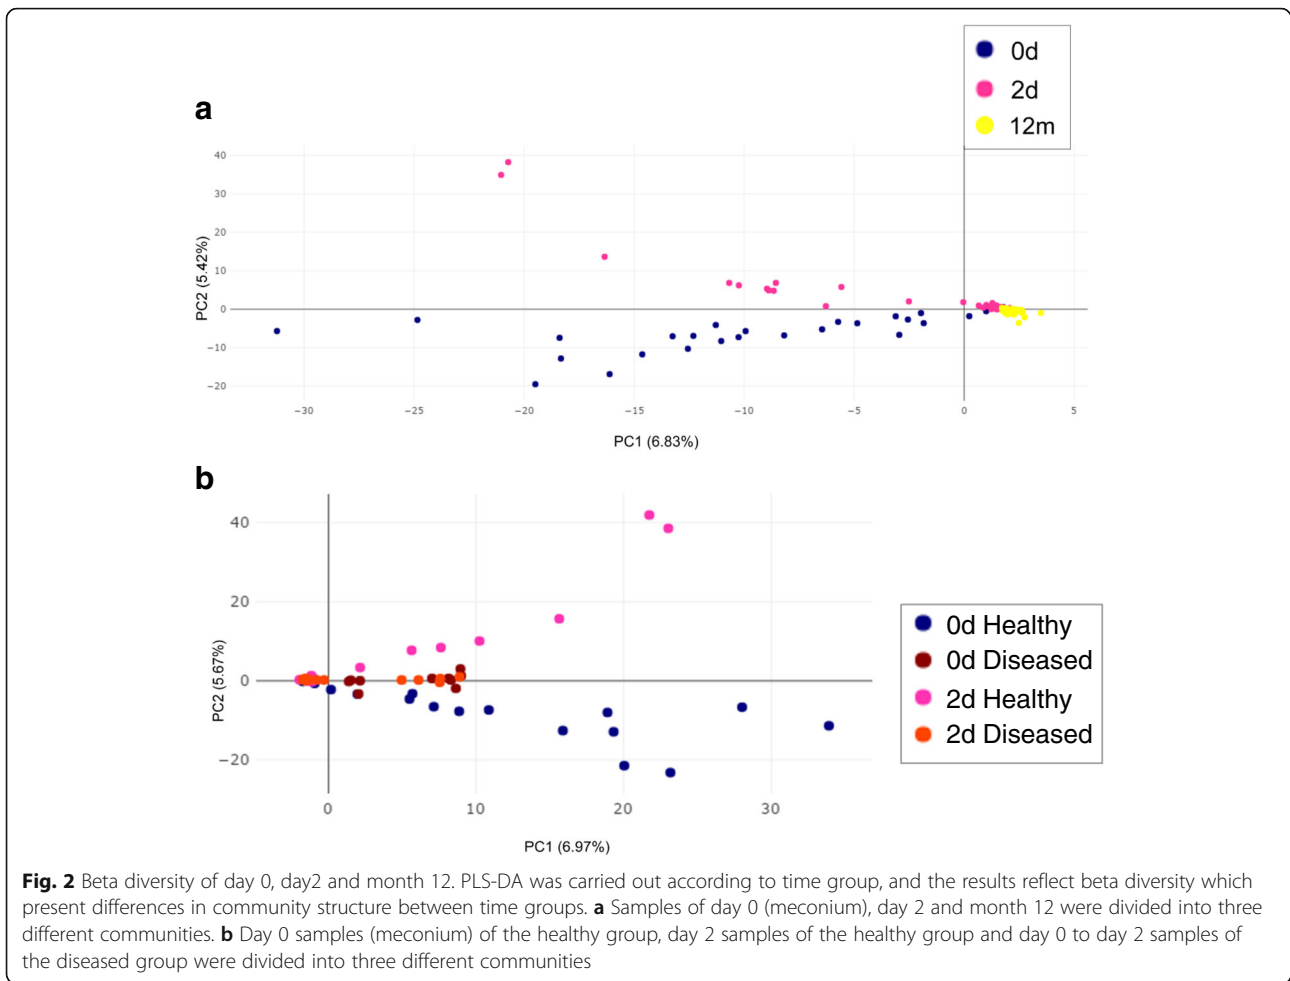 0d
2d
12m
a
40
30
20
10
0
−10
−20
PC2 (5.42%)
−30
−25
−20
−15
−10
−5
0
5
PC1 (6.83%)
b
40
20
0
−20
PC2 (5.67%)
0
10
20
30
PC1 (6.97%)
0d Healthy
0d Diseased
2d Healthy
2d Diseased
Fig. 2 Beta diversity of day 0, day2 and month 12. PLS-DA was carried out according to time group, and the results reflect beta diversity which
present differences in community structure between time groups. a Samples of day 0 (meconium), day 2 and month 12 were divided into three
different communities. b Day 0 samples (meconium) of the healthy group, day 2 samples of the healthy group and day 0 to day 2 samples of
the diseased group were divided into three different communities